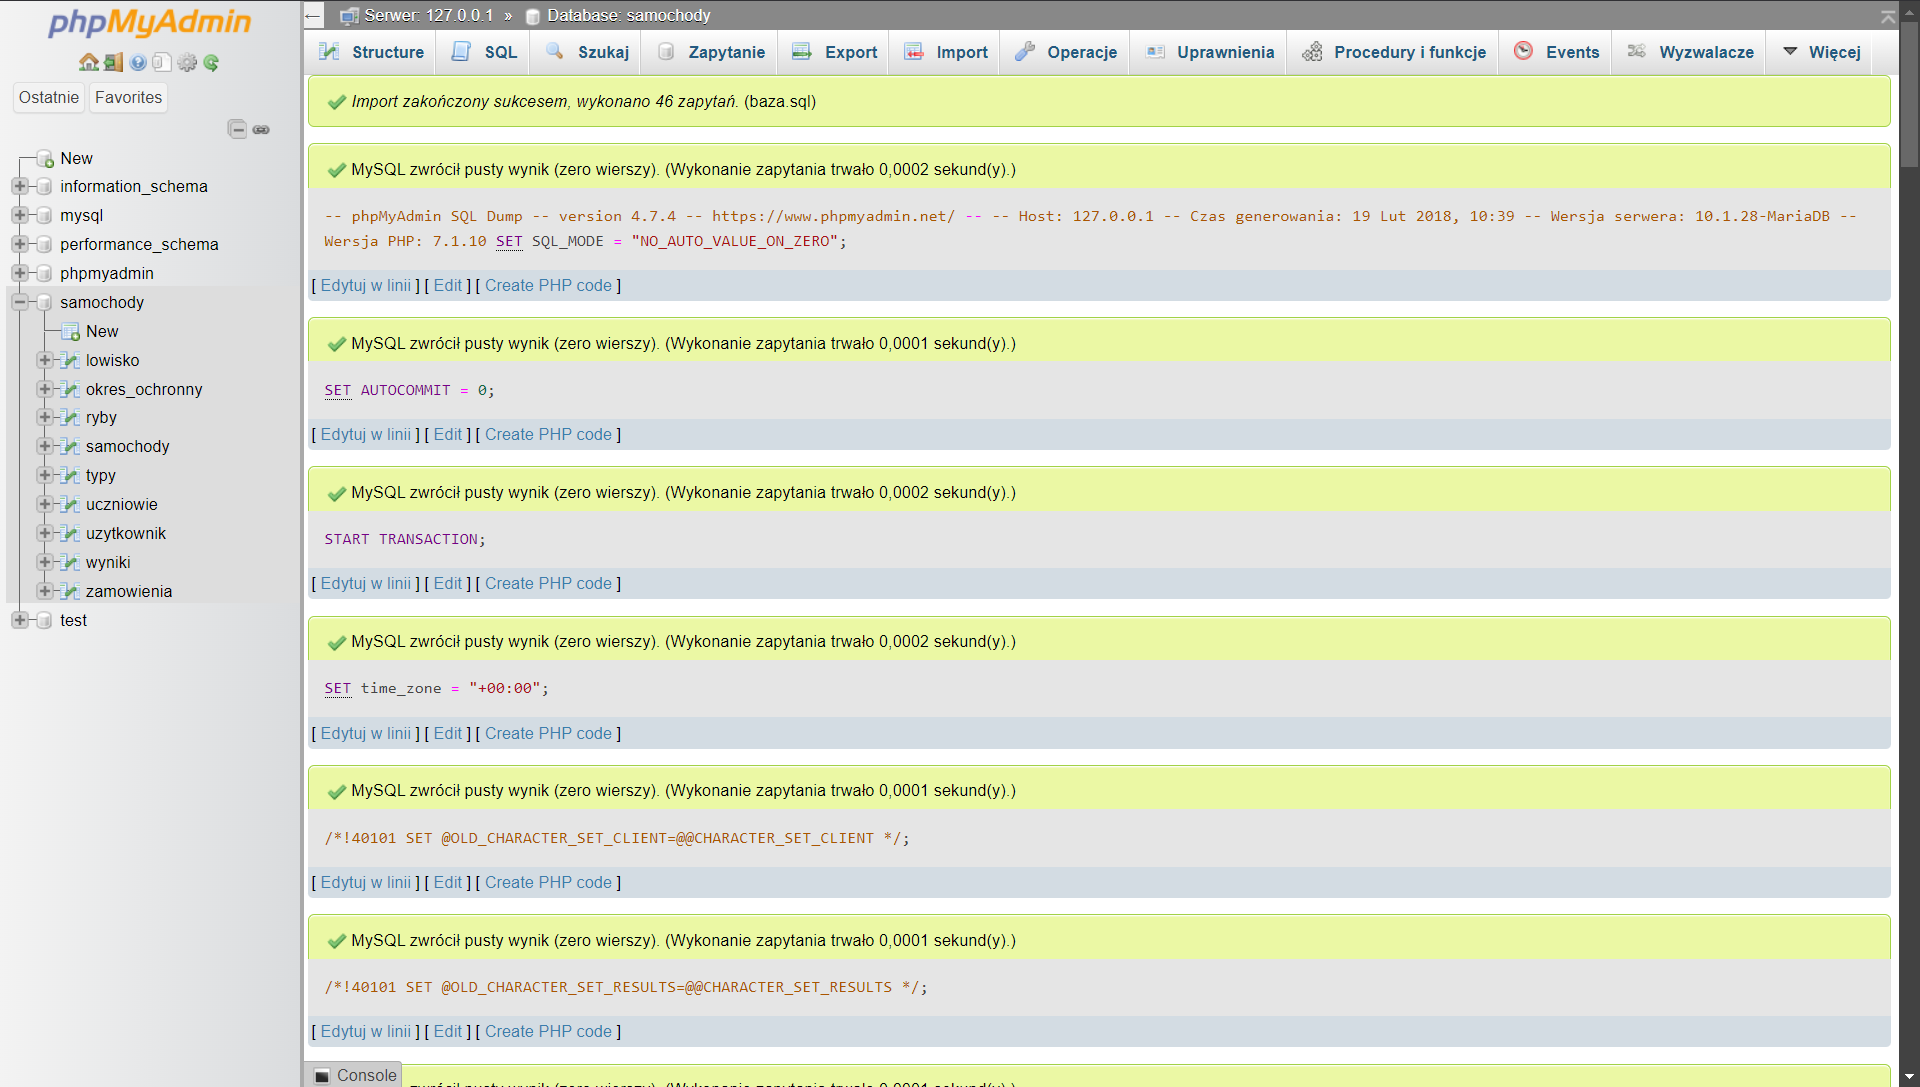 phpMyAdmin
Ostatnie Favorites
New
information_schema
mysql
performance_schema
phpmyadmin
samochody
New
lowisko
okres_ochronny
ryby
samochody
typy
uczniowie
uzytkownik
wyniki
zamowienia
test
Serwer: 127.0.0.1 » Database: samochody
Structure SQL Szukaj Zapytanie Export Import Operacje Uprawnienia Procedury i funkcje Events Wyzwalacze Więcej
Import zakończony sukcesem, wykonano 46 zapytań. (baza.sql)
MySQL zwrócił pusty wynik (zero wierszy). (Wykonanie zapytania trwało 0,0002 sekund(y).)
-- phpMyAdmin SQL Dump -- version 4.7.4 -- https://www.phpmyadmin.net/ -- -- Host: 127.0.0.1 -- Czas generowania: 19 Lut 2018, 10:39 -- Wersja serwera: 10.1.28-MariaDB --
Wersja PHP: 7.1.10 SET SQL_MODE = "NO_AUTO_VALUE_ON_ZERO";
[ Edytuj w linii ] [ Edit ] [ Create PHP code ]
MySQL zwrócił pusty wynik (zero wierszy). (Wykonanie zapytania trwało 0,0001 sekund(y).)
SET AUTOCOMMIT = 0;
[ Edytuj w linii ] [ Edit ] [ Create PHP code ]
MySQL zwrócił pusty wynik (zero wierszy). (Wykonanie zapytania trwało 0,0002 sekund(y).)
START TRANSACTION;
[ Edytuj w linii ] [ Edit ] [ Create PHP code ]
MySQL zwrócił pusty wynik (zero wierszy). (Wykonanie zapytania trwało 0,0002 sekund(y).)
SET time_zone = "+00:00";
[ Edytuj w linii ] [ Edit ] [ Create PHP code ]
MySQL zwrócił pusty wynik (zero wierszy). (Wykonanie zapytania trwało 0,0001 sekund(y).)
/*!40101 SET @OLD_CHARACTER_SET_CLIENT=@@CHARACTER_SET_CLIENT */;
[ Edytuj w linii ] [ Edit ] [ Create PHP code ]
MySQL zwrócił pusty wynik (zero wierszy). (Wykonanie zapytania trwało 0,0001 sekund(y).)
/*!40101 SET @OLD_CHARACTER_SET_RESULTS=@@CHARACTER_SET_RESULTS */;
[ Edytuj w linii ] [ Edit ] [ Create PHP code ]
Console zwrócił pusty wynik (zero wierszy). (Wykonanie zapytania trwało 0,0001 sekund(y).)